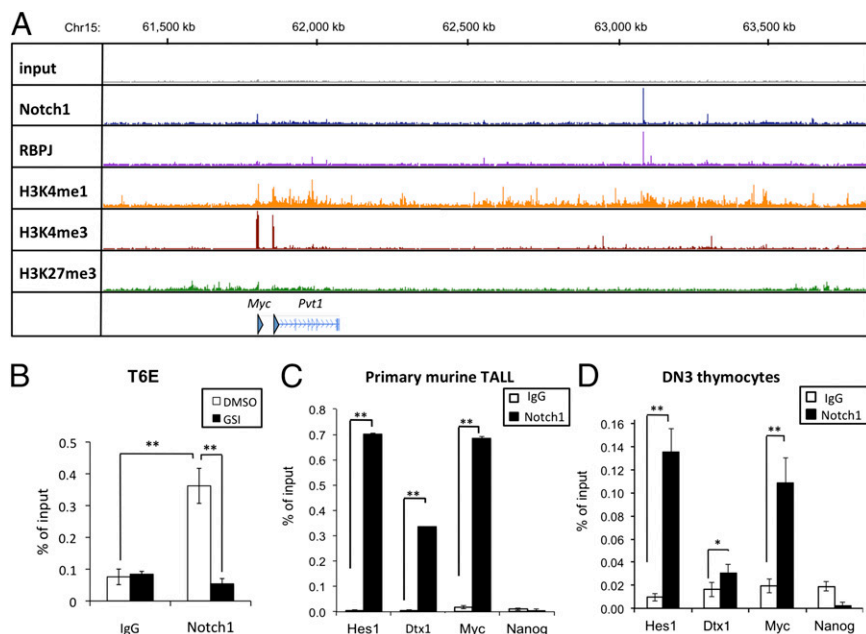 A
Chr15: 61,500 kb 62,000 kb 62,500 kb 63,000 kb 63,500 kb
input
Notch1
RBPJ
H3K4me1
H3K4me3
H3K27me3
Myc Pvt1
B
T6E
DMSO
GSI
% of input
0.5
0.4
0.3
0.2
0.1
0
** **
IgG Notch1
C
Primary murine TALL
IgG
Notch1
% of input
0.8
0.7
0.6
0.5
0.4
0.3
0.2
0.1
0.0
** ** **
Hes1 Dtx1 Myc Nanog
D
DN3 thymocytes
IgG
Notch1
% of input
0.16
0.14
0.12
0.10
0.08
0.06
0.04
0.02
0.00
** * **
Hes1 Dtx1 Myc Nanog